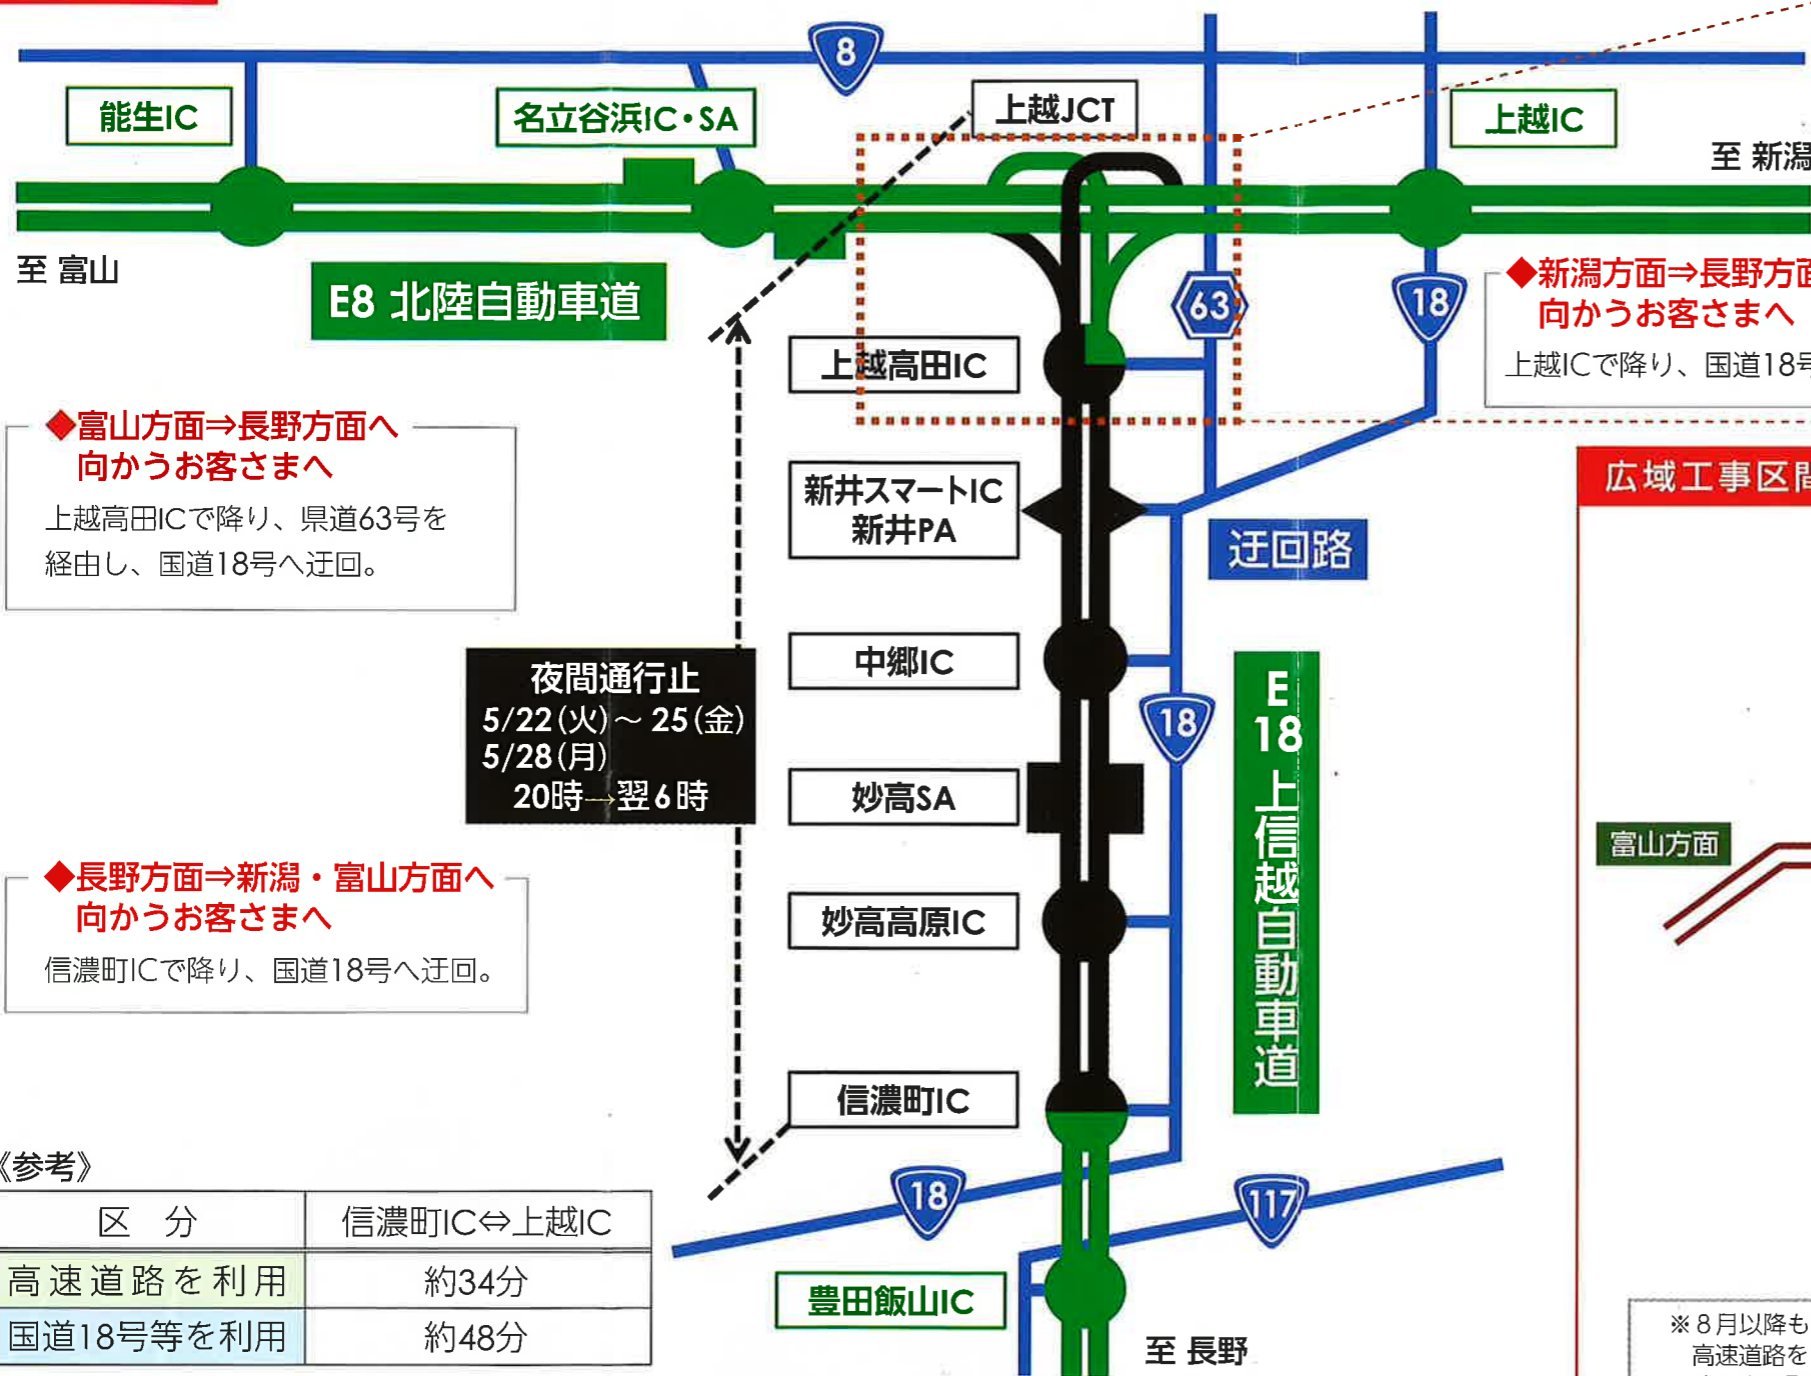 8
能生IC
名立谷浜IC・SA
上越JCT
上越IC
至 新潟
至 富山
E8 北陸自動車道
63
18
◆新潟方面⇒長野方面
向かうお客さまへ
上越ICで降り、国道18号
上越高田IC
◆富山方面⇒長野方面へ
向かうお客さまへ
上越高田ICで降り、県道63号を
経由し、国道18号へ迂回。
新井スマートIC
新井PA
広域工事区間
迂回路
中郷IC
夜間通行止
5/22(火)～25(金)
5/28(月)
20時→翌6時
18
E
18
上信越自動車道
妙高SA
富山方面
◆長野方面⇒新潟・富山方面へ
向かうお客さまへ
信濃町ICで降り、国道18号へ迂回。
妙高高原IC
信濃町IC
《参考》
区 分 信濃町IC⇔上越IC
高速道路を利用 約34分
国道18号等を利用 約48分
18
117
豊田飯山IC
至 長野
※８月以降も
高速道路を